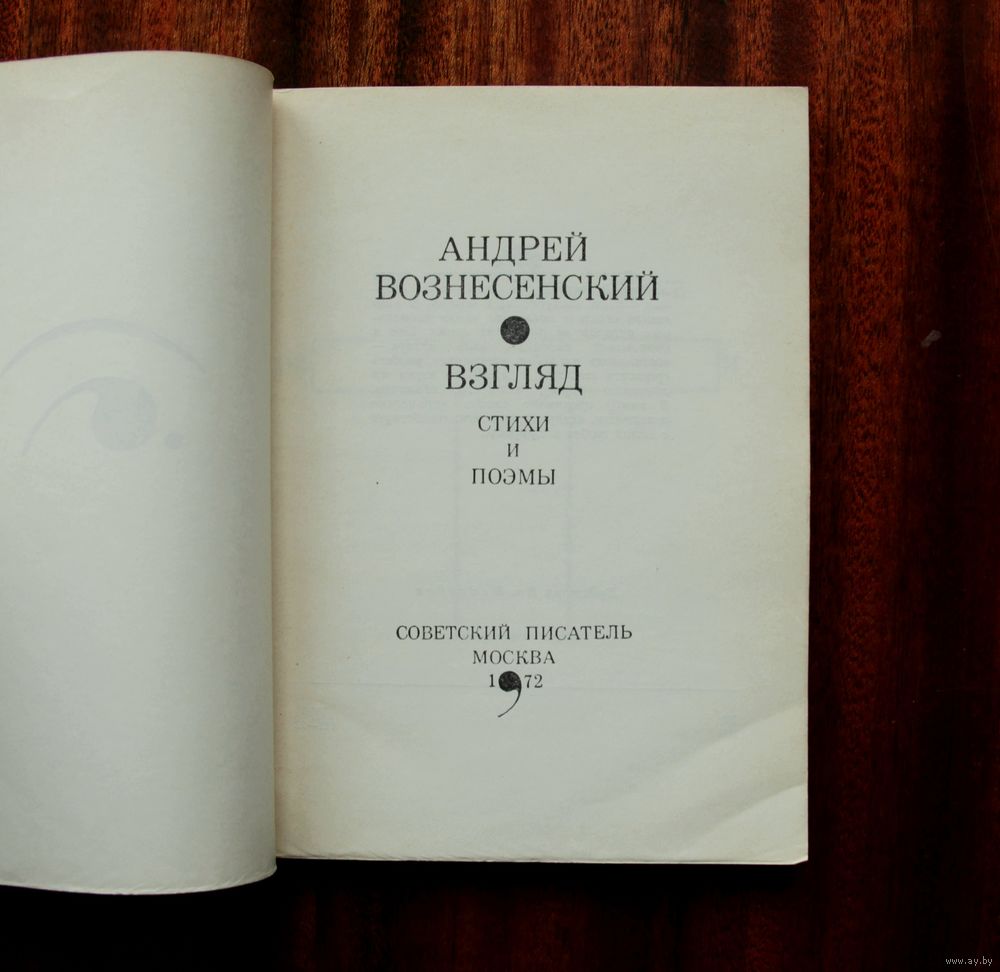 АНДРЕЙ
ВОЗНЕСЕНСКИЙ
ВЗГЛЯД
СТИХИ
И
ПОЭМЫ
СОВЕТСКИЙ ПИСАТЕЛЬ
МОСКВА
1972
www.ay.by